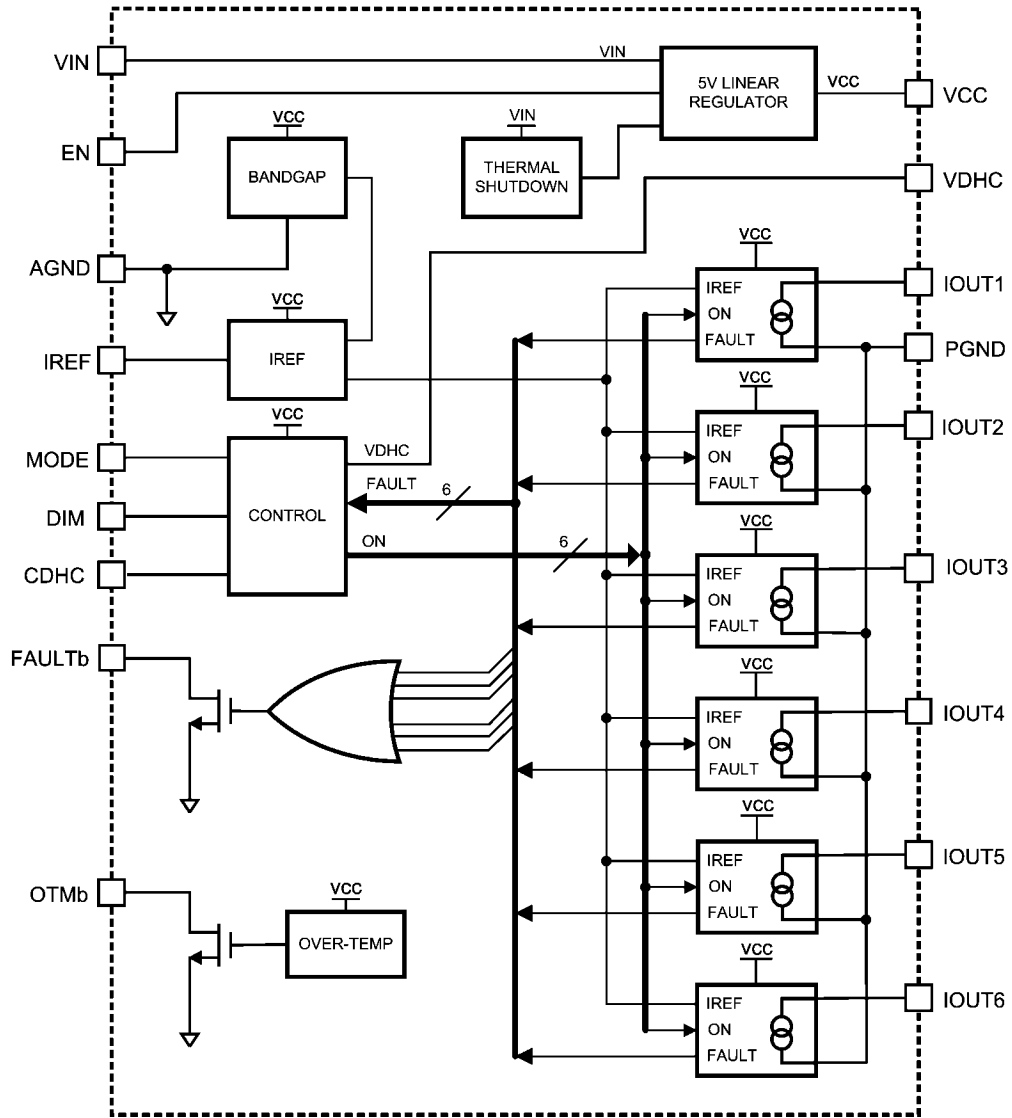 VIN
VIN
5V LINEAR
REGULATOR
VCC
VCC
EN
VCC
BANDGAP
VIN
THERMAL
SHUTDOWN
VDHC
AGND
VCC
IREF
ON
FAULT
IOUT1
PGND
IREF
VCC
IREF
VCC
IREF
ON
FAULT
IOUT2
MODE
DIM
CDHC
VCC
CONTROL
VDHC
FAULT
6
ON
6
VCC
IREF
ON
FAULT
IOUT3
FAULTb
VCC
IREF
ON
FAULT
IOUT4
VCC
IREF
ON
FAULT
IOUT5
OTMb
VCC
OVER-TEMP
VCC
IREF
ON
FAULT
IOUT6